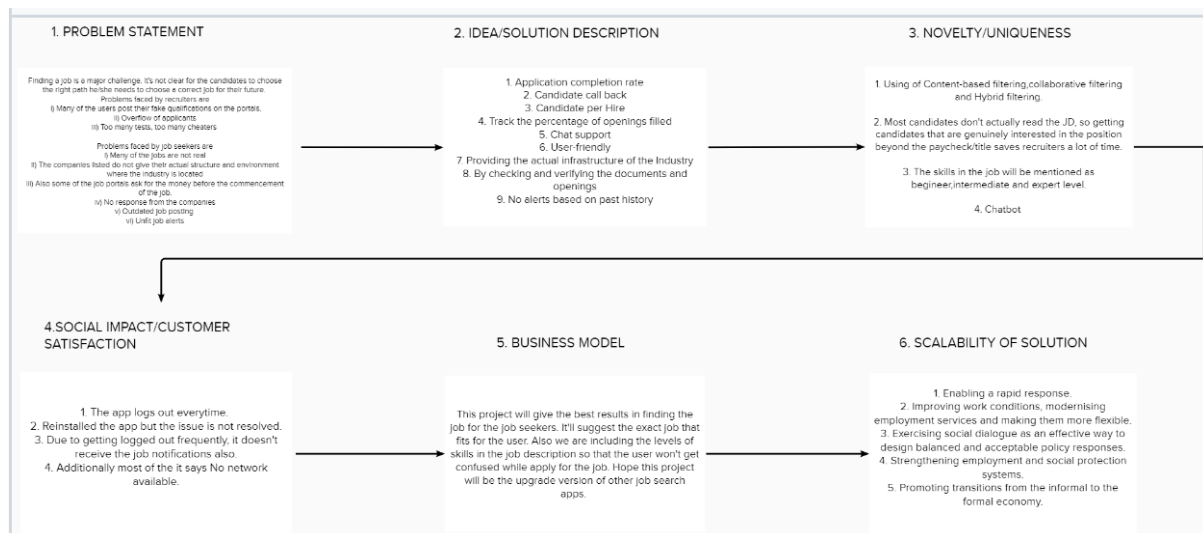 1. PROBLEM STATEMENT
Finding a job is a major challenge. It's not clear for the candidates to choose
the right path he/she needs to choose a correct job for their future.
Problems faced by recruiters are
i) Many of the users post their fake qualifications on the portals.
ii) Overflow of applicants
iii) Too many tests, too many cheaters
Problems faced by job seekers are
i) Many of the jobs are not real
ii) The companies listed do not give their actual structure and environment
where the industry is located
iii) Also some of the job portals ask for the money before the commencement
of the job.
iv) No response from the companies
v) Outdated job posting
vi) Unfit job alerts
2. IDEA/SOLUTION DESCRIPTION
1. Application completion rate
2. Candidate call back
3. Candidate per Hire
4. Track the percentage of openings filled
5. Chat support
6. User-friendly
7. Providing the actual infrastructure of the Industry
8. By checking and verifying the documents and
openings
9. No alerts based on past history
3. NOVELTY/UNIQUENESS
1. Using of Content-based filtering,collaborative filtering
and Hybrid filtering.
2. Most candidates don't actually read the JD, so getting
candidates that are genuinely interested in the position
beyond the paycheck/title saves recruiters a lot of time.
3. The skills in the job will be mentioned as
begineer,intermediate and expert level.
4. Chatbot
4.SOCIAL IMPACT/CUSTOMER
SATISFACTION
1. The app logs out everytime.
2. Reinstalled the app but the issue is not resolved.
3. Due to getting logged out frequently, it doesn't
receive the job notifications also.
4. Additionally most of the it says No network
available.
5. BUSINESS MODEL
This project will give the best results in finding the
job for the job seekers. It'll suggest the exact job that
fits for the user. Also we are including the levels of
skills in the job description so that the user won't get
confused while apply for the job. Hope this project
will be the upgrade version of other job search
apps.
6. SCALABILITY OF SOLUTION
1. Enabling a rapid response.
2. Improving work conditions, modernising
employment services and making them more flexible.
3. Exercising social dialogue as an effective way to
design balanced and acceptable policy responses.
4. Strengthening employment and social protection
systems.
5. Promoting transitions from the informal to the
formal economy.